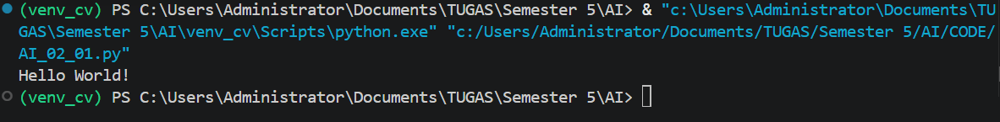 (venv_cv) PS C:\Users\Administrator\Documents\TUGAS\Semester 5\AI> & "c:\Users\Administrator\Documents\TU
GAS\Semester 5\AI\venv_cv\Scripts\python.exe" "c:/Users/Administrator/Documents/TUGAS/Semester 5/AI/CODE/
AI_02_01.py"
Hello World!
(venv_cv) PS C:\Users\Administrator\Documents\TUGAS\Semester 5\AI>